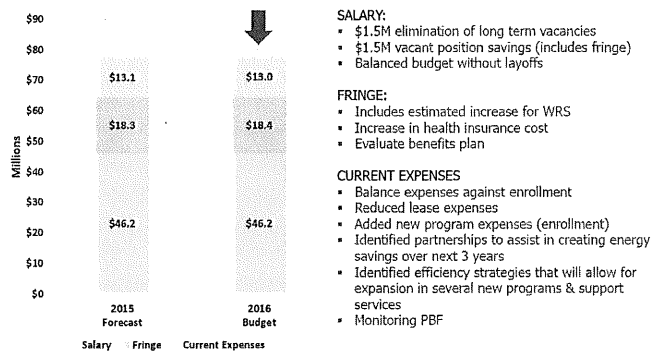 $90
$80
$70
$60
$50
$40
$30
$20
$10
$0
Millions
$13.1
$18.3
$46.2
$13.0
$18.4
$46.2
2015
Forecast
2016
Budget
Salary Fringe Current Expenses
SALARY:
▪ $1.5M elimination of long term vacancies
▪ $1.5M vacant position savings (includes fringe)
▪ Balanced budget without layoffs
FRINGE:
▪ Includes estimated increase for WRS
▪ Increase in health insurance cost
▪ Evaluate benefits plan
CURRENT EXPENSES
▪ Balance expenses against enrollment
▪ Reduced lease expenses
▪ Added new program expenses (enrollment)
▪ Identified partnerships to assist in creating energy
savings over next 3 years
▪ Identified efficiency strategies that will allow for
expansion in several new programs & support
services
▪ Monitoring PBF